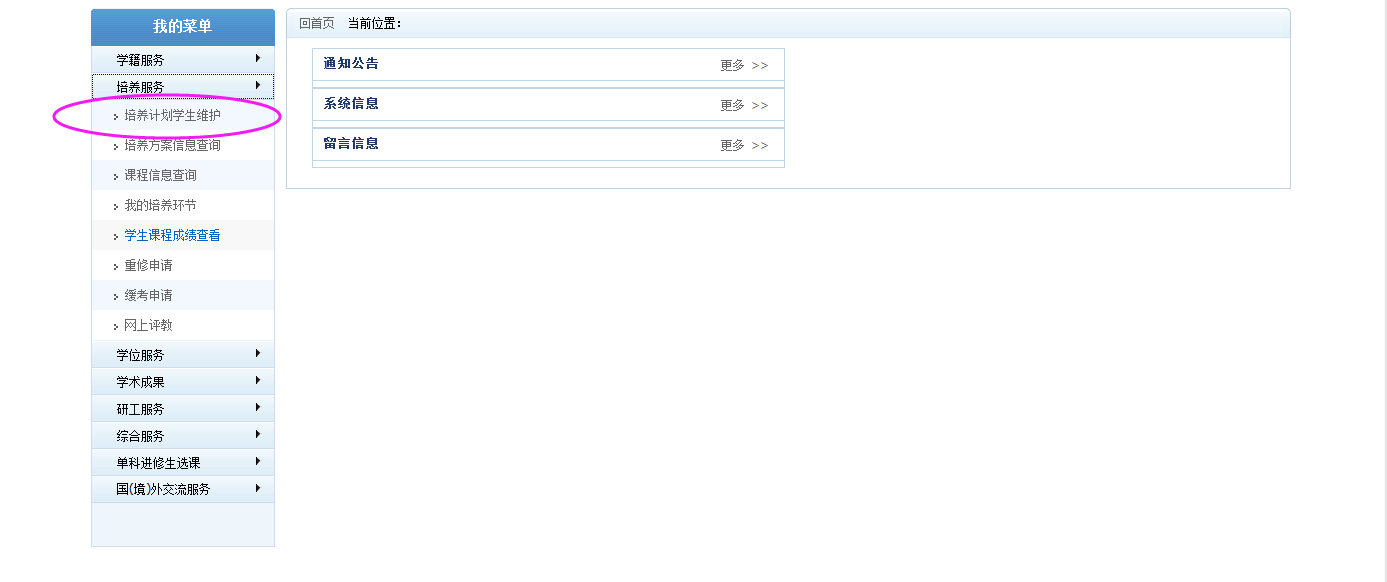 我的菜单
学籍服务
培养服务
培养计划学生维护
培养方案信息查询
课程信息查询
我的培养环节
学生课程成绩查看
重修申请
缓考申请
网上评教
学位服务
学术成果
研工服务
综合服务
单科进修生选课
国(境)外交流服务
回首页 当前位置：
通知公告 更多 >>
系统信息 更多 >>
留言信息 更多 >>